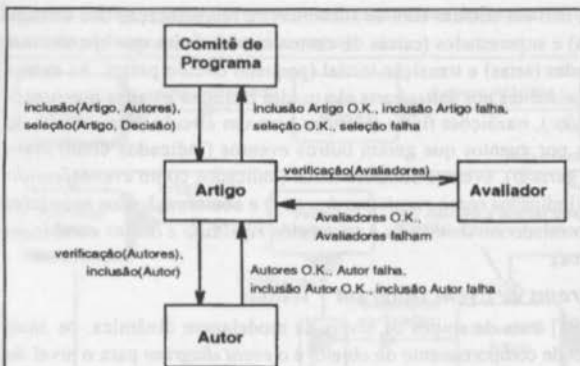 Comitê de
Programa
inclusão(Artigo, Autores),
seleção(Artigo, Decisão)
Inclusão Artigo O.K., inclusão Artigo falha
seleção O.K., seleção falha
verificação(Avaliadores)
Artigo
Avaliador
Avaliadores O.K.,
Avaliadores falham
verificação(Autores),
inclusão(Autor)
Autores O.K., Autor falha,
inclusão Autor O.K., inclusão Autor falha
Autor